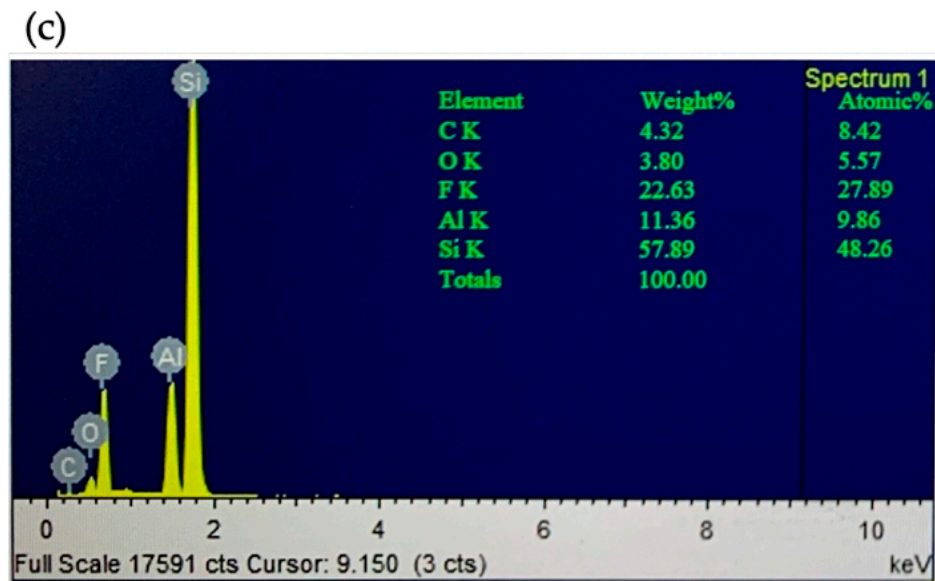 (c)
Spectrum 1
Element Weight% Atomic%
C K 4.32 8.42
O K 3.80 5.57
F K 22.63 27.89
Al K 11.36 9.86
Si K 57.89 48.26
Totals 100.00
Si
F
Al
O
C
0 2 4 6 8 10
Full Scale 17591 cts Cursor: 9.150 (3 cts) keV